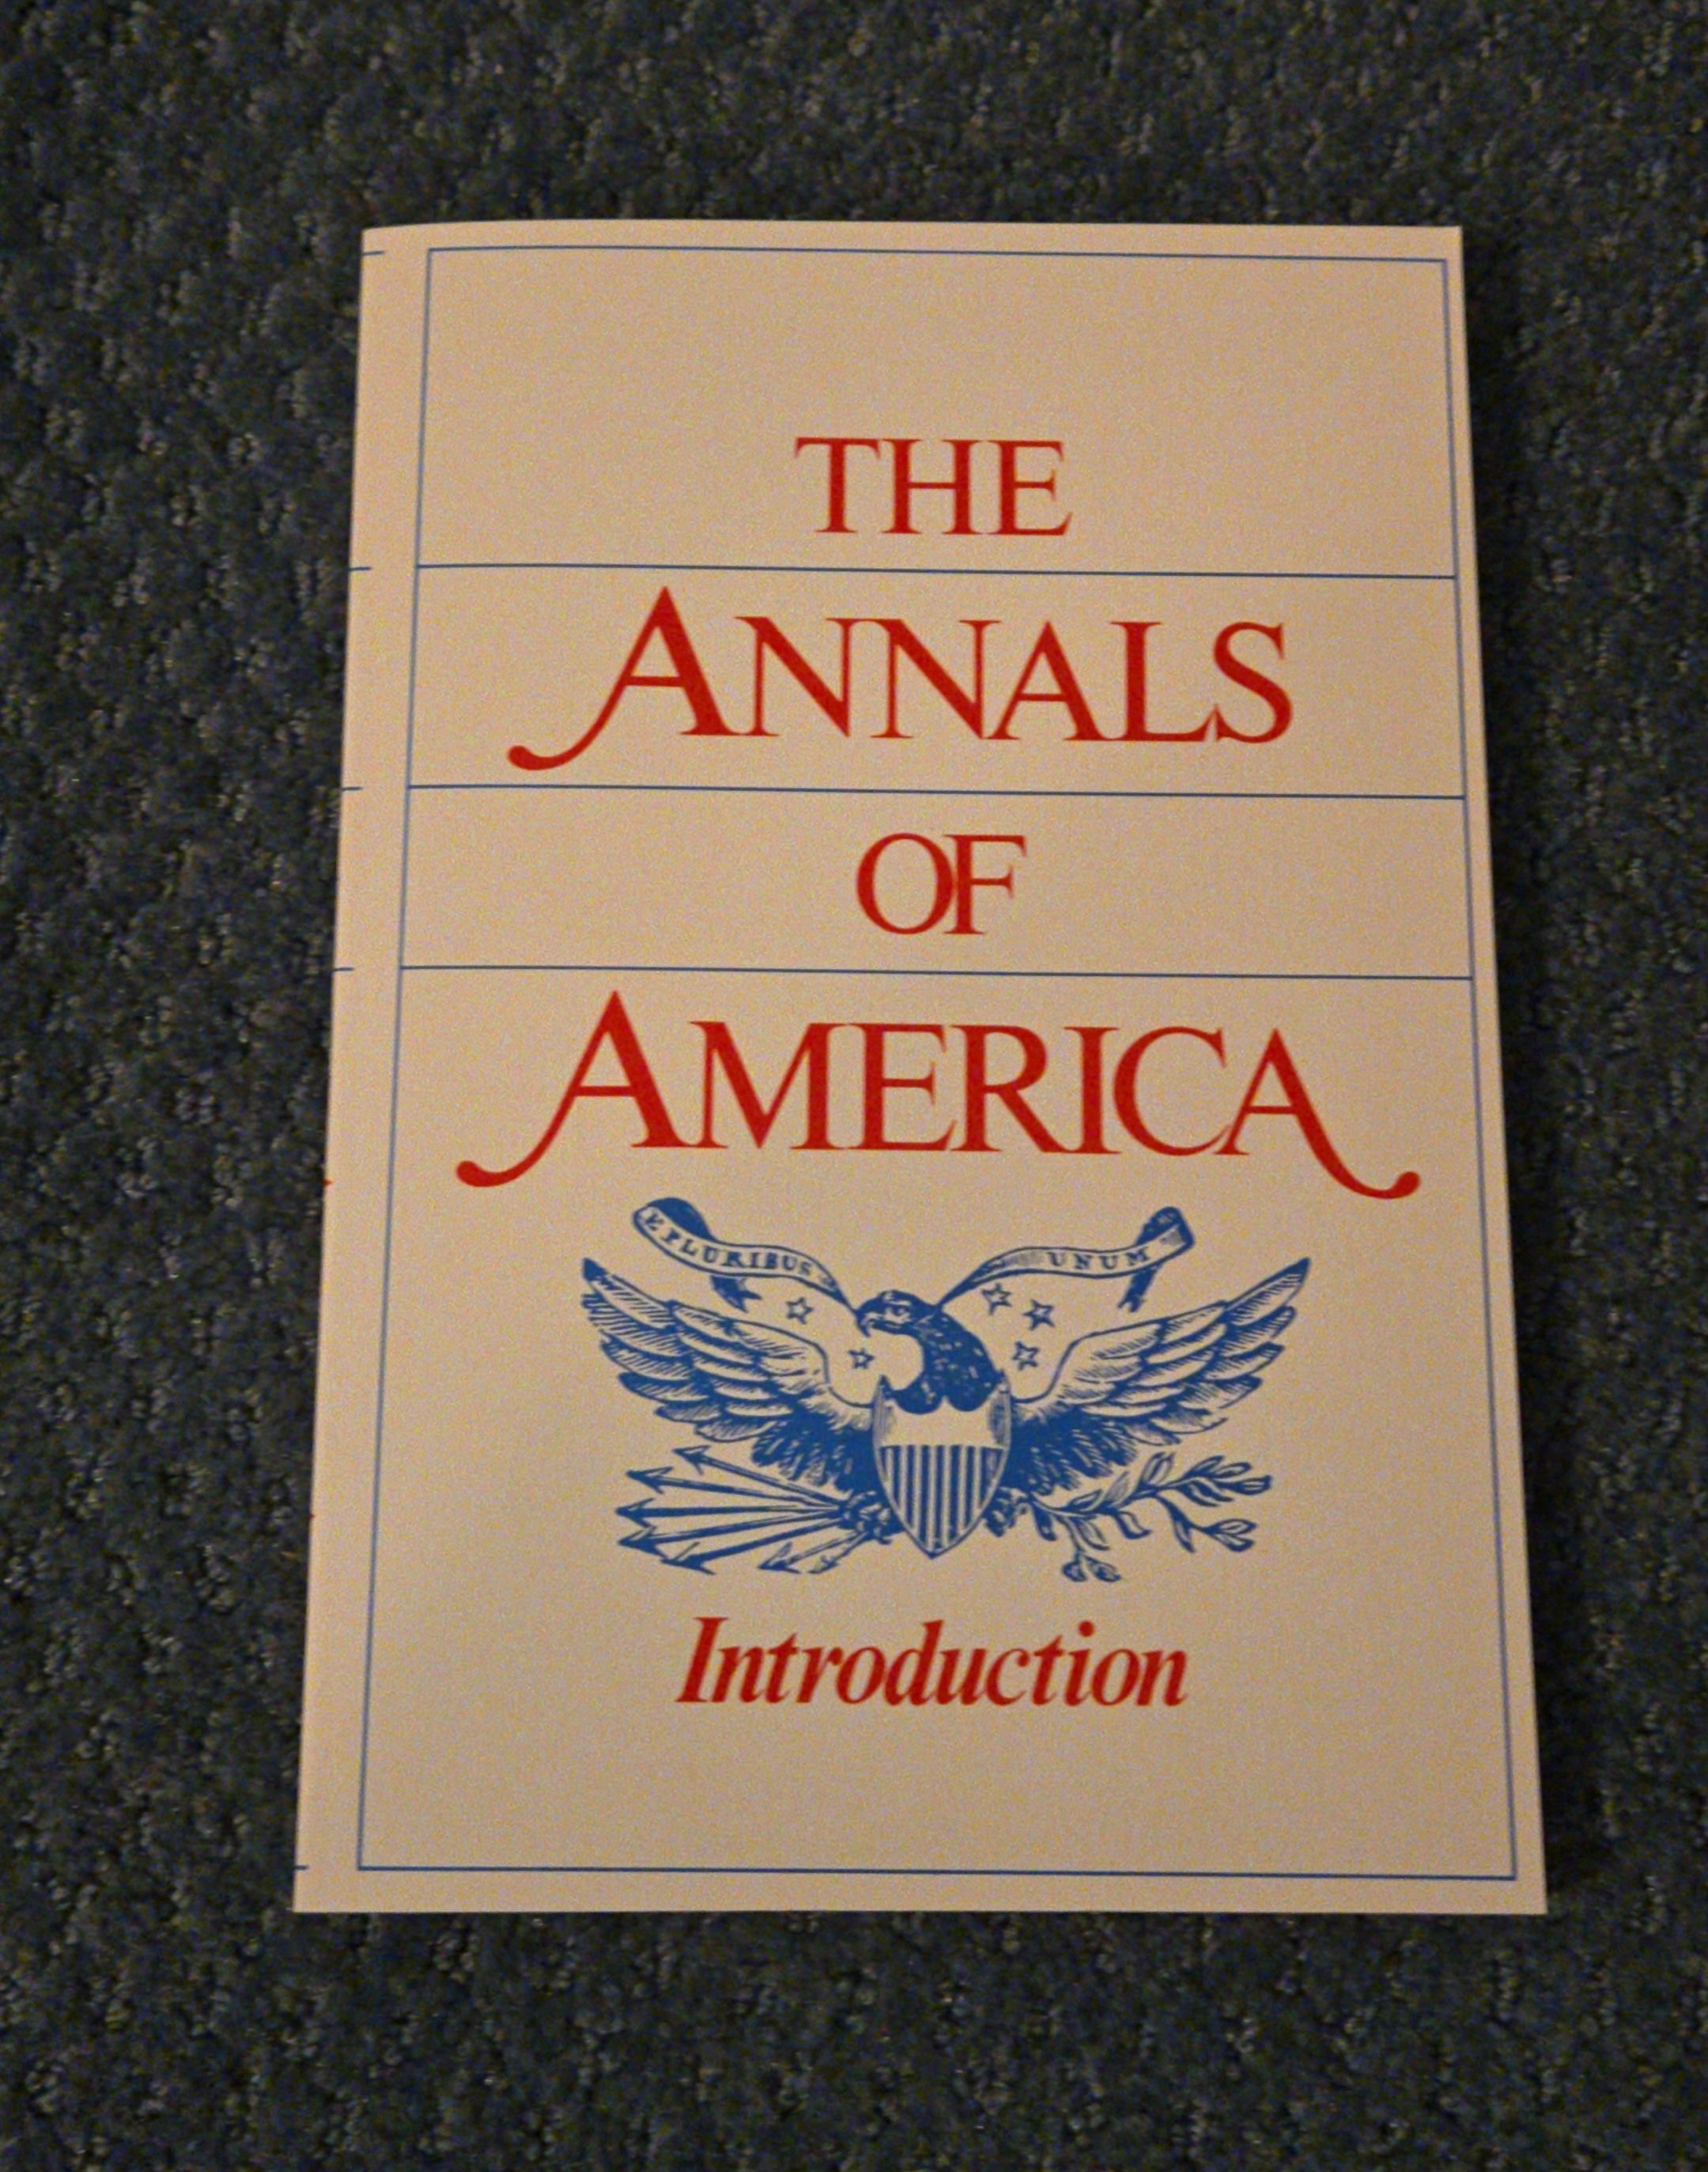 THE
ANNALS
OF
AMERICA
E PLURIBUS UNUM
Introduction